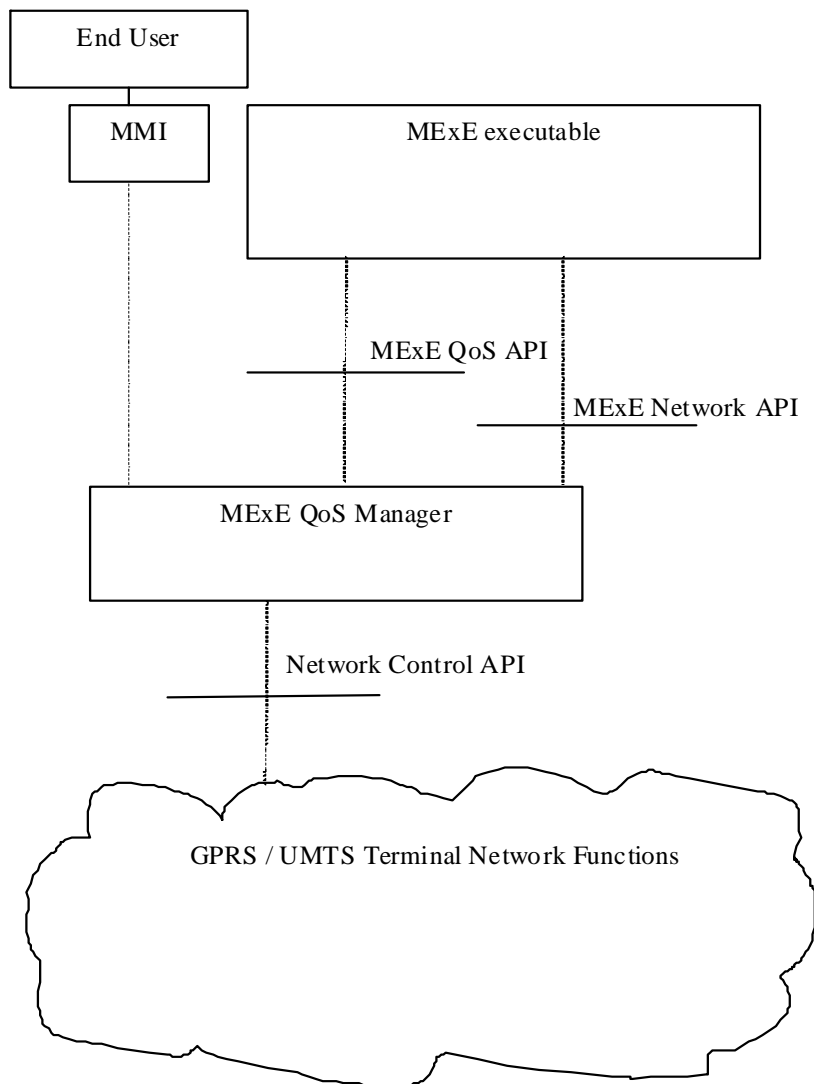 End User
MMI
MExE executable
MExE QoS API
MExE Network API
MExE QoS Manager
Network Control API
GPRS / UMTS Terminal Network Functions